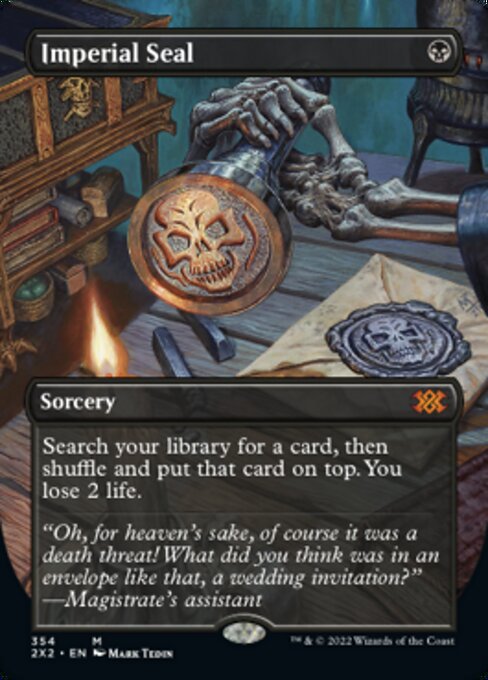 Imperial Seal
Sorcery
Search your library for a card, then
shuffle and put that card on top. You
lose 2 life.
“Oh, for heaven’s sake, of course it was a
death threat! What did you think was in an
envelope like that, a wedding invitation?”
—Magistrate’s assistant
354 M
2X2 • EN Mark Tedin
™ & © 2022 Wizards of the Coast